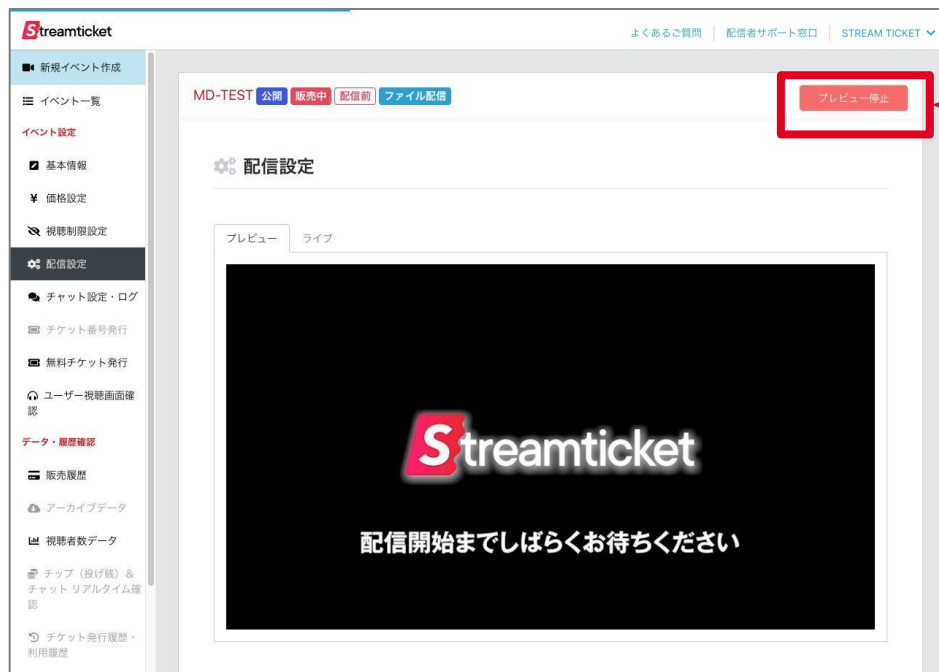 Streamticket
よくあるご質問 配信者サポート窓口 STREAM TICKET
新規イベント作成
イベント一覧
イベント設定
基本情報
¥ 価格設定
視聴制限設定
配信設定
チャット設定・ログ
チケット番号発行
無料チケット発行
ユーザー視聴画面確
認
データ・履歴確認
販売履歴
アーカイブデータ
視聴者数データ
チップ（投げ銭）＆
チャット リアルタイム確
認
チケット発行履歴・
利用履歴
MD-TEST 公開 販売中 配信前 ファイル配信
プレビュー停止
配信設定
プレビュー ライブ
Streamticket
配信開始までしばらくお待ちください